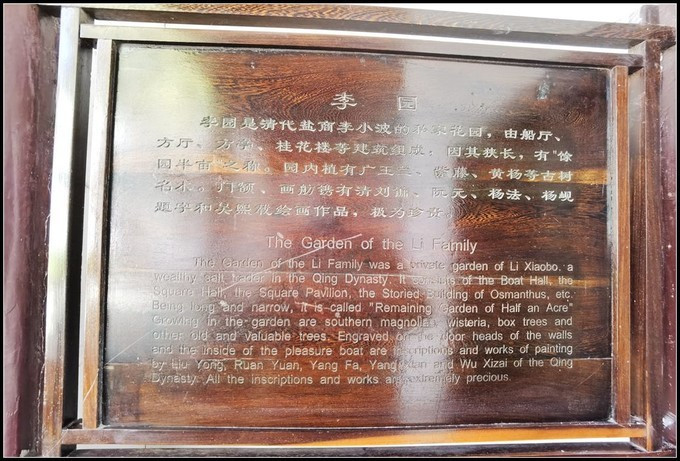 李园
李园是清代盐商李小波的私家花园，由船厅、
方厅、方亭、桂花楼等建筑组成。因其狭长，有“馀
园半亩”之称。园内植有广玉兰、紫藤、黄杨等古树
名木。门额、画舫镌有清刘墉、阮元、杨法、杨岘
题字和吴熙载绘画作品，极为珍贵。
The Garden of the Li Family
The Garden of the Li Family was a private garden of Li Xiaobo, a
wealthy salt trader in the Qing Dynasty. It consists of the Boat Hall, the
Square Hall, the Square Pavilion, the Storied Building of Osmanthus, etc.
Being long and narrow, it is called "Remaining Garden of Half an Acre"
Growing in the garden are southern magnolias, wisteria, box trees and
other old and valuable trees. Engraved on the door heads of the walls
and the inside of the pleasure boat are inscriptions and works of painting
by Liu Yong, Ruan Yuan, Yang Fa, Yang Xian and Wu Xizai of the Qing
Dynasty. All the inscriptions and works are extremely precious.